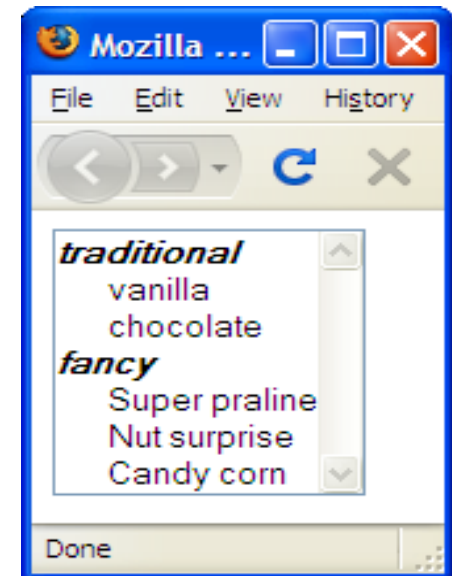 Mozilla ...
File Edit View History
traditional
vanilla
chocolate
fancy
Super praline
Nut surprise
Candy corn
Done